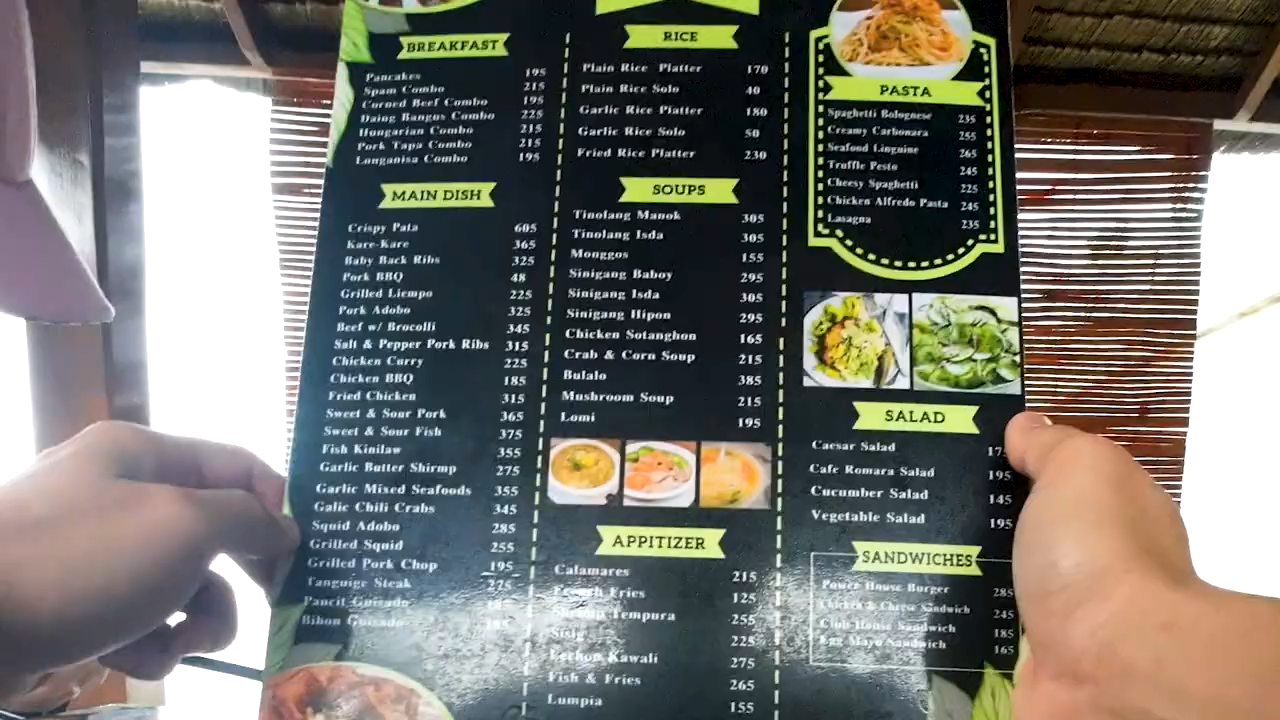 BREAKFAST
Pancakes 195
Spam Combo 215
Corned Beef Combo 195
Daing Bangus Combo 225
Hungarian Combo 215
Pork Tapa Combo 215
Longanisa Combo 195
MAIN DISH
Crispy Pata 605
Kare-Kare 365
Baby Back Ribs 325
Pork BBQ 48
Grilled Liempo 225
Pork Adobo 325
Beef w/ Brocolli 345
Salt & Pepper Pork Ribs 315
Chicken Curry 225
Chicken BBQ 185
Fried Chicken 315
Sweet & Sour Pork 365
Sweet & Sour Fish 375
Fish Kinilaw 355
Garlic Butter Shirmp 275
Garlic Mixed Seafoods 355
Galic Chili Crabs 345
Squid Adobo 285
Grilled Squid 255
Grilled Pork Chop 195
Tanguige Steak 275
Pancit Guisado
Bihon Guisado
RICE
Plain Rice Platter 170
Plain Rice Solo 40
Garlic Rice Platter 180
Garlic Rice Solo 50
Fried Rice Platter 230
SOUPS
Tinolang Manok 305
Tinolang Isda 305
Monggos 155
Sinigang Baboy 295
Sinigang Isda 305
Sinigang Hipon 295
Chicken Sotanghon 165
Crab & Corn Soup 215
Bulalo 385
Mushroom Soup 215
Lomi 195
APPITIZER
Calamares 215
French Fries 125
Shrimp Tempura 255
Sisig 225
Lechon Kawali 275
Fish & Fries 265
Lumpia 155
PASTA
Spaghetti Bolognese 235
Creamy Carbonara 255
Seafood Linguine 265
Truffle Pesto 245
Cheesy Spaghetti 225
Chicken Alfredo Pasta 245
Lasagna 235
SALAD
Caesar Salad 175
Cafe Romara Salad 195
Cucumber Salad 145
Vegetable Salad 195
SANDWICHES
Power House Burger 285
Chicken & Cheese Sandwich 245
Club House Sandwich 185
Egg Mayo Sandwich 165